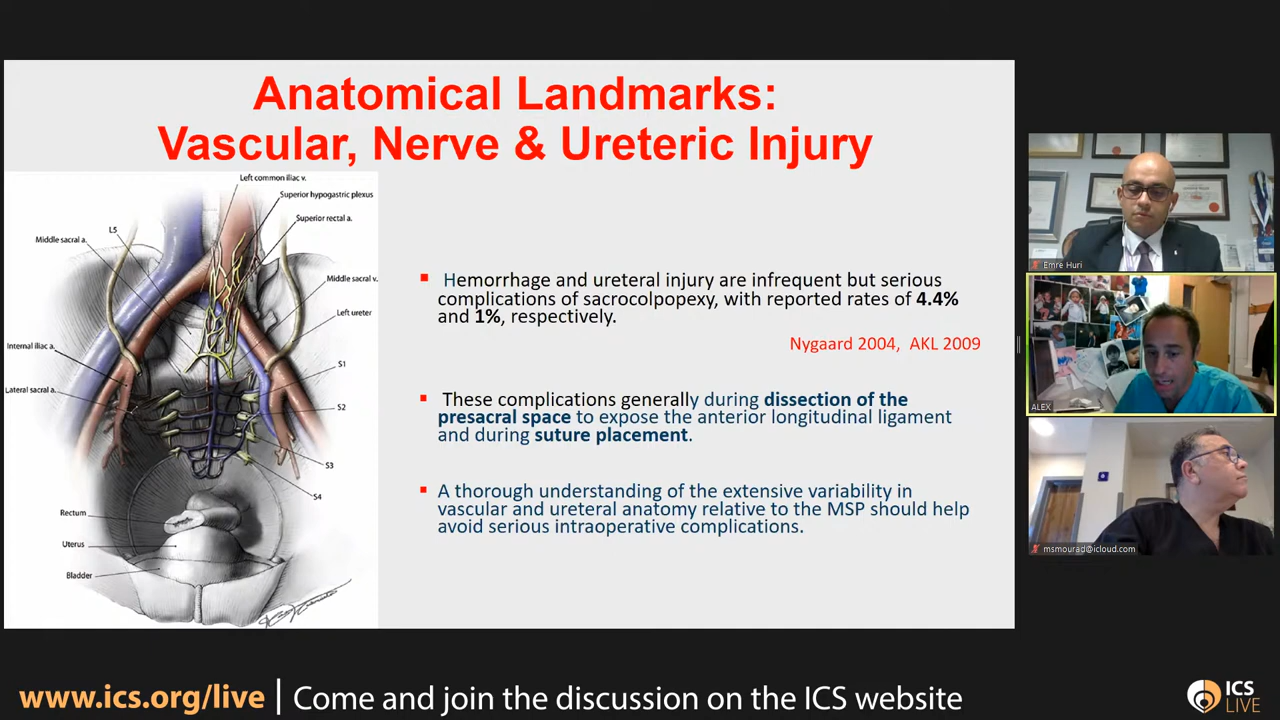 Anatomical Landmarks:
Vascular, Nerve & Ureteric Injury
Left common iliac v.
Superior hypogastric plexus
Superior rectal a.
L5
Middle sacral a.
Middle sacral v.
Left ureter
Internal iliac a.
S1
Lateral sacral a.
S2
S3
S4
Rectum
Uterus
Bladder
Hemorrhage and ureteral injury are infrequent but serious
complications of sacrocolpopexy, with reported rates of 4.4%
and 1%, respectively.
Nygaard 2004, AKL 2009
These complications generally during dissection of the
presacral space to expose the anterior longitudinal ligament
and during suture placement.
A thorough understanding of the extensive variability in
vascular and ureteral anatomy relative to the MSP should help
avoid serious intraoperative complications.
Emre Huri
ALEX
msmourad@icloud.com
www.ics.org/live | Come and join the discussion on the ICS website
ICS
LIVE